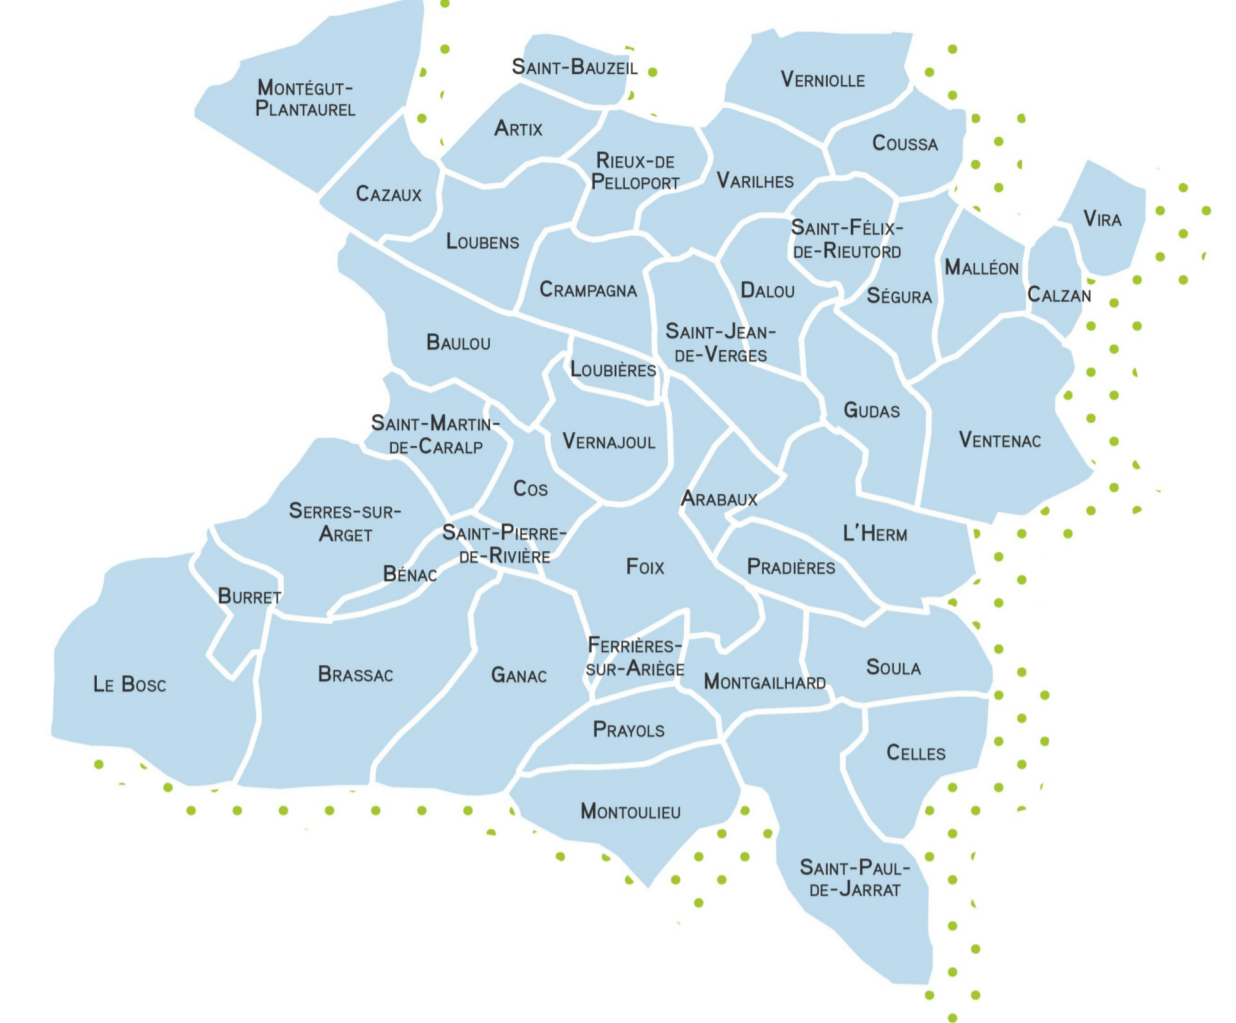 Saint-Bauzeil
Verniolle
Montégut-
Plantaurel
Artix
Coussa
Rieux-de
Pelloport
Varilhes
Cazaux
Vira
Saint-Félix-
de-Rieutord
Loubens
Malléon
Crampagna
Dalou
Ségura
Calzan
Saint-Jean-
de-Verges
Baulou
Loubières
Gudas
Saint-Martin-
de-Caralp
Vernajoul
Ventenac
Cos
Arabaux
Serres-sur-
Arget
Saint-Pierre-
de-Rivière
L'Herm
Bénac
Foix
Pradières
Burret
Ferrières-
sur-Ariège
Le Bosc
Brassac
Ganac
Montgailhard
Soula
Prayols
Celles
Montoulieu
Saint-Paul-
de-Jarrat